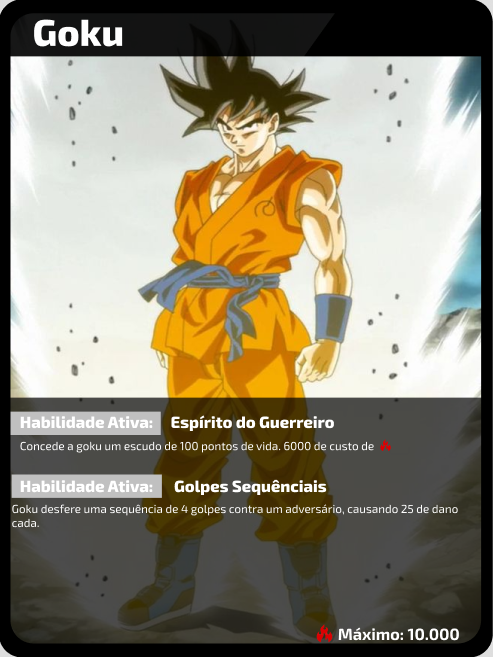 Goku
Habilidade Ativa: Espírito do Guerreiro
Concede a goku um escudo de 100 pontos de vida. 6000 de custo de
Habilidade Ativa: Golpes Sequênciais
Goku desfere uma sequência de 4 golpes contra um adversário, causando 25 de dano
cada.
Máximo: 10.000